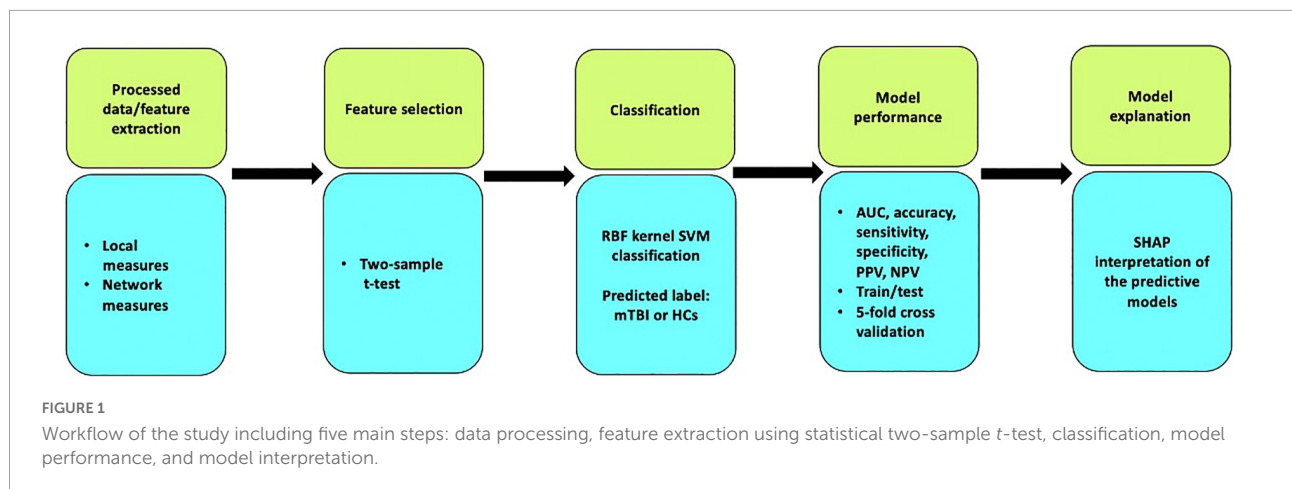 Processed
data/feature
extraction
• Local
measures
• Network
measures
Feature selection
• Two-sample
t-test
Classification
RBF kernel SVM
classification
Predicted label:
mTBI or HCs
Model
performance
• AUC, accuracy,
sensitivity,
specificity,
PPV, NPV
• Train/test
• 5-fold cross
validation
Model
explanation
SHAP
interpretation
of the predictive
models
FIGURE 1
Workflow of the study including five main steps: data processing, feature extraction using statistical two-sample t-test, classification, model
performance, and model interpretation.